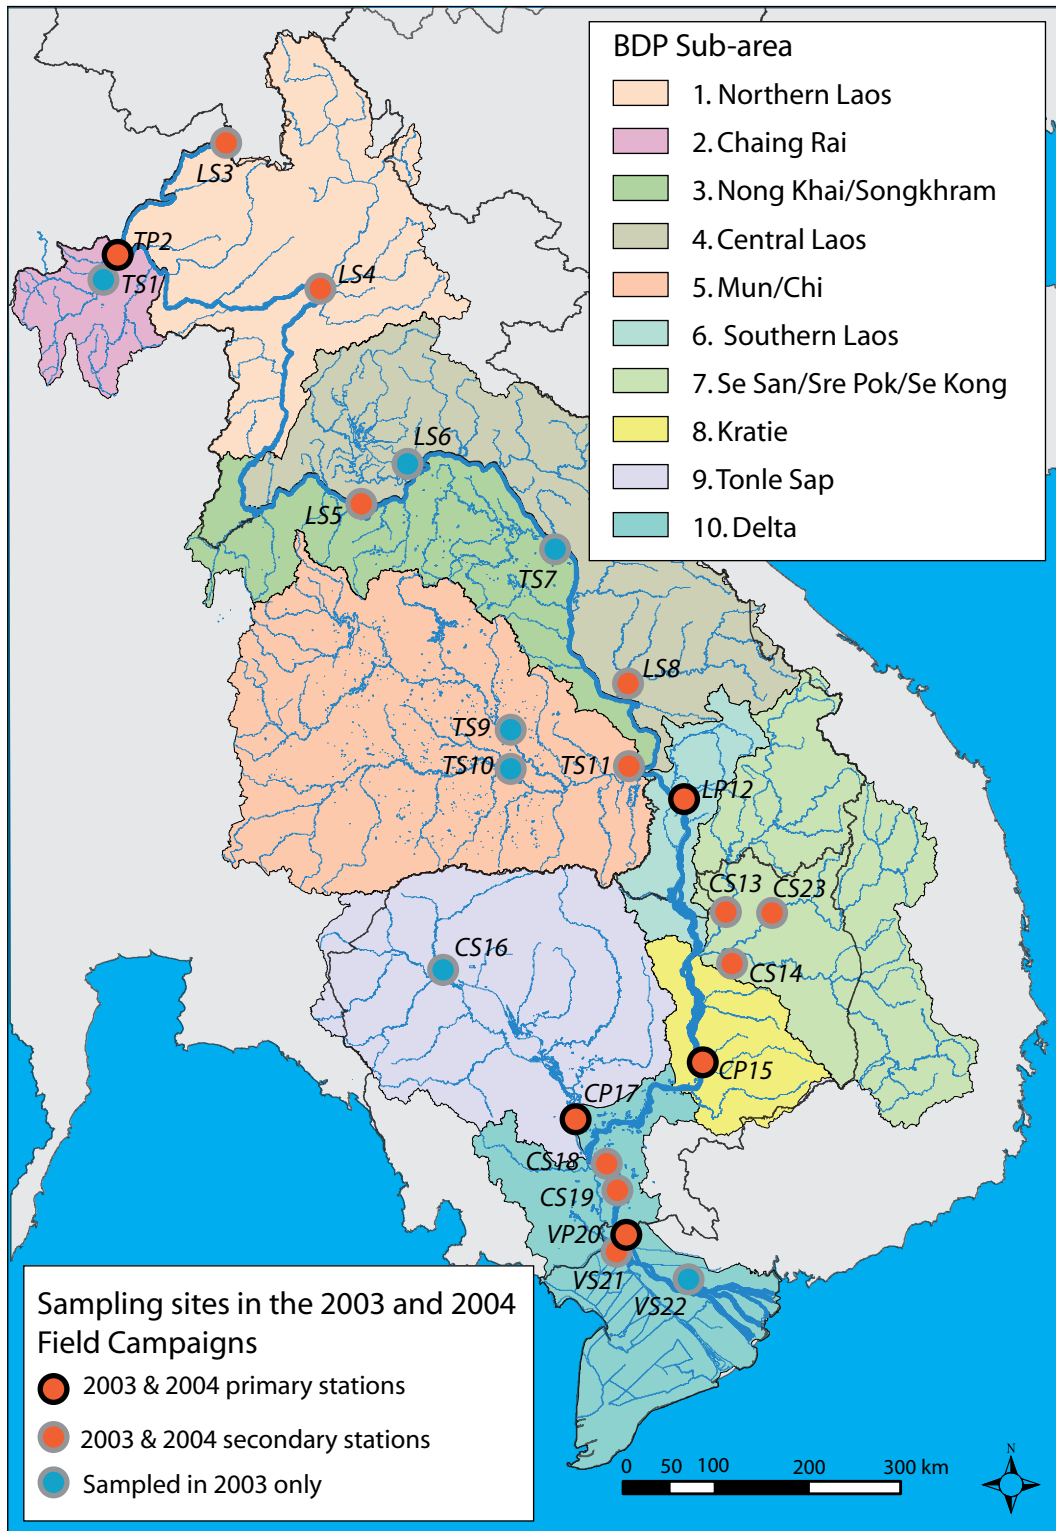 BDP Sub-area
1. Northern Laos
2. Chaing Rai
3. Nong Khai/Songkhram
4. Central Laos
5. Mun/Chi
6. Southern Laos
7. Se San/Sre Pok/Se Kong
8. Kratie
9. Tonle Sap
10. Delta
LS3
TP2
TS1
LS4
LS6
LS5
TS7
LS8
TS9
TS10
TS11
LP12
CS13
CS23
CS16
CS14
CP15
CP17
CS18
CS19
VP20
VS21
VS22
Sampling sites in the 2003 and 2004
Field Campaigns
2003 & 2004 primary stations
2003 & 2004 secondary stations
Sampled in 2003 only
0 50 100 200 300 km
N